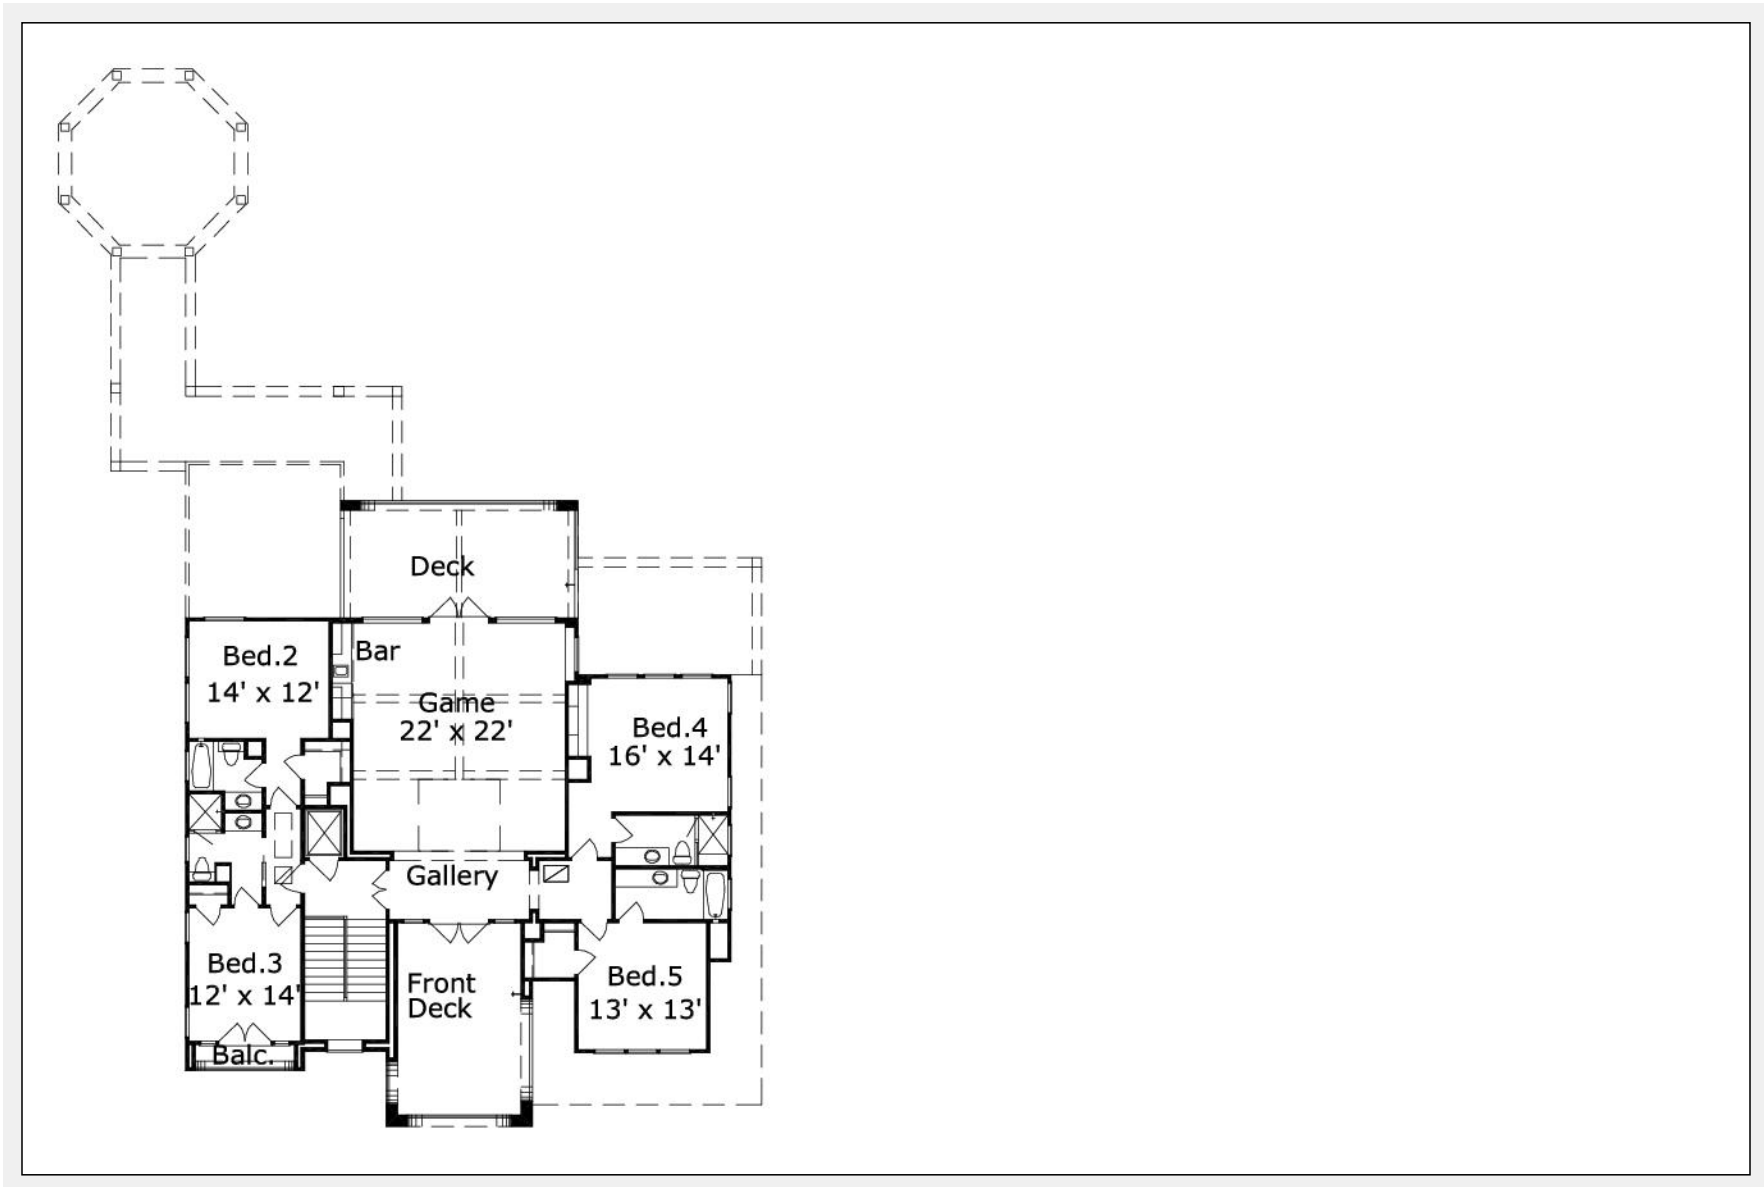 Deck
Bar
Bed.2
14' x 12'
Game
22' x 22'
Bed.4
16' x 14'
Gallery
Bed.3
12' x 14'
Front
Deck
Bed.5
13' x 13'
Balc.